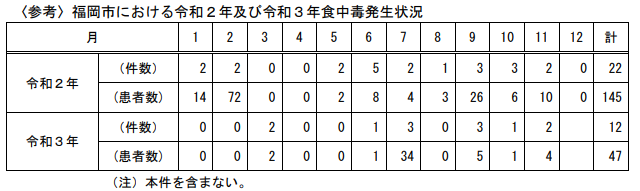 〈参考〉福岡市における令和２年及び令和３年食中毒発生状況
月 1 2 3 4 5 6 7 8 9 10 11 12 計
令和２年 (件数) 2 2 0 0 2 5 2 1 3 3 2 0 22
(患者数) 14 72 0 0 2 8 4 3 26 6 10 0 145
令和３年 (件数) 0 0 2 0 0 1 3 0 3 1 2 12
(患者数) 0 0 2 0 0 1 34 0 5 1 4 47
(注) 本件を含まない。